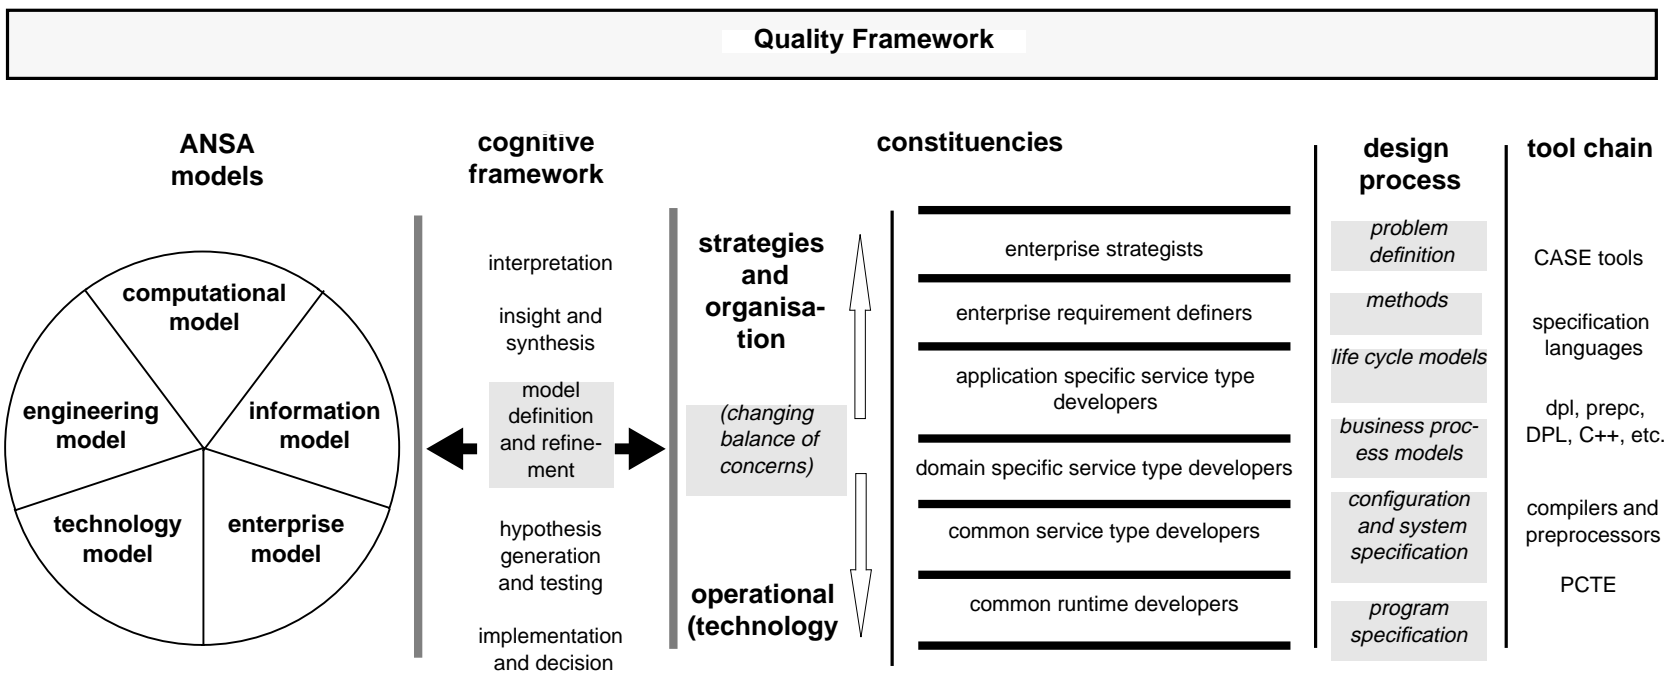 Quality Framework
ANSA
models
computational
model
engineering
model
information
model
technology
model
enterprise
model
cognitive
framework
interpretation
insight and
synthesis
model
definition
and refine-
ment
hypothesis
generation
and testing
implementation
and decision
strategies
and
organisa-
tion
(changing
balance of
concerns)
operational
(technology
constituencies
enterprise strategists
enterprise requirement definers
application specific service type
developers
domain specific service type developers
common service type developers
common runtime developers
design
process
problem
definition
methods
life cycle models
business proc-
ess models
configuration
and system
specification
program
specification
tool chain
CASE tools
specification
languages
dpl, prepc,
DPL, C++, etc.
compilers and
preprocessors
PCTE